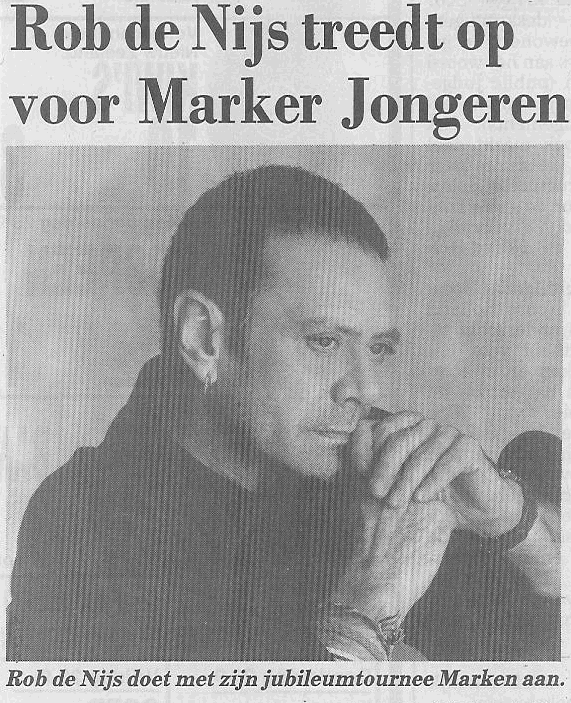 Rob de Nijs treedt op
voor Marker Jongeren
Rob de Nijs doet met zijn jubileumtournee Marken aan.